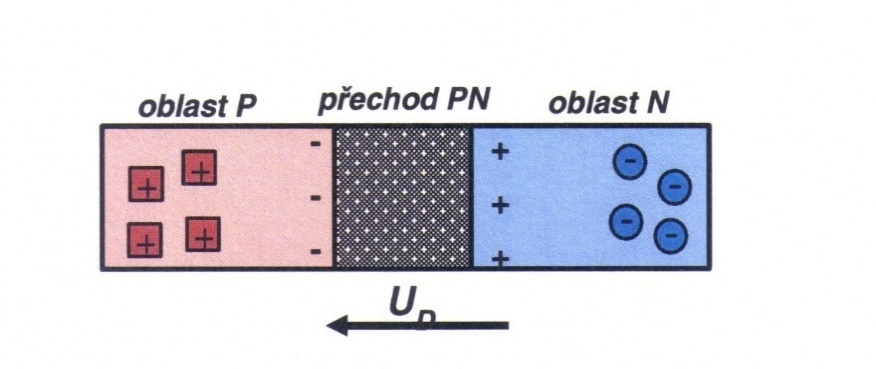 oblast P přechod PN oblast N
- +
+ + - -
- +
+ + - -
- +
U_D